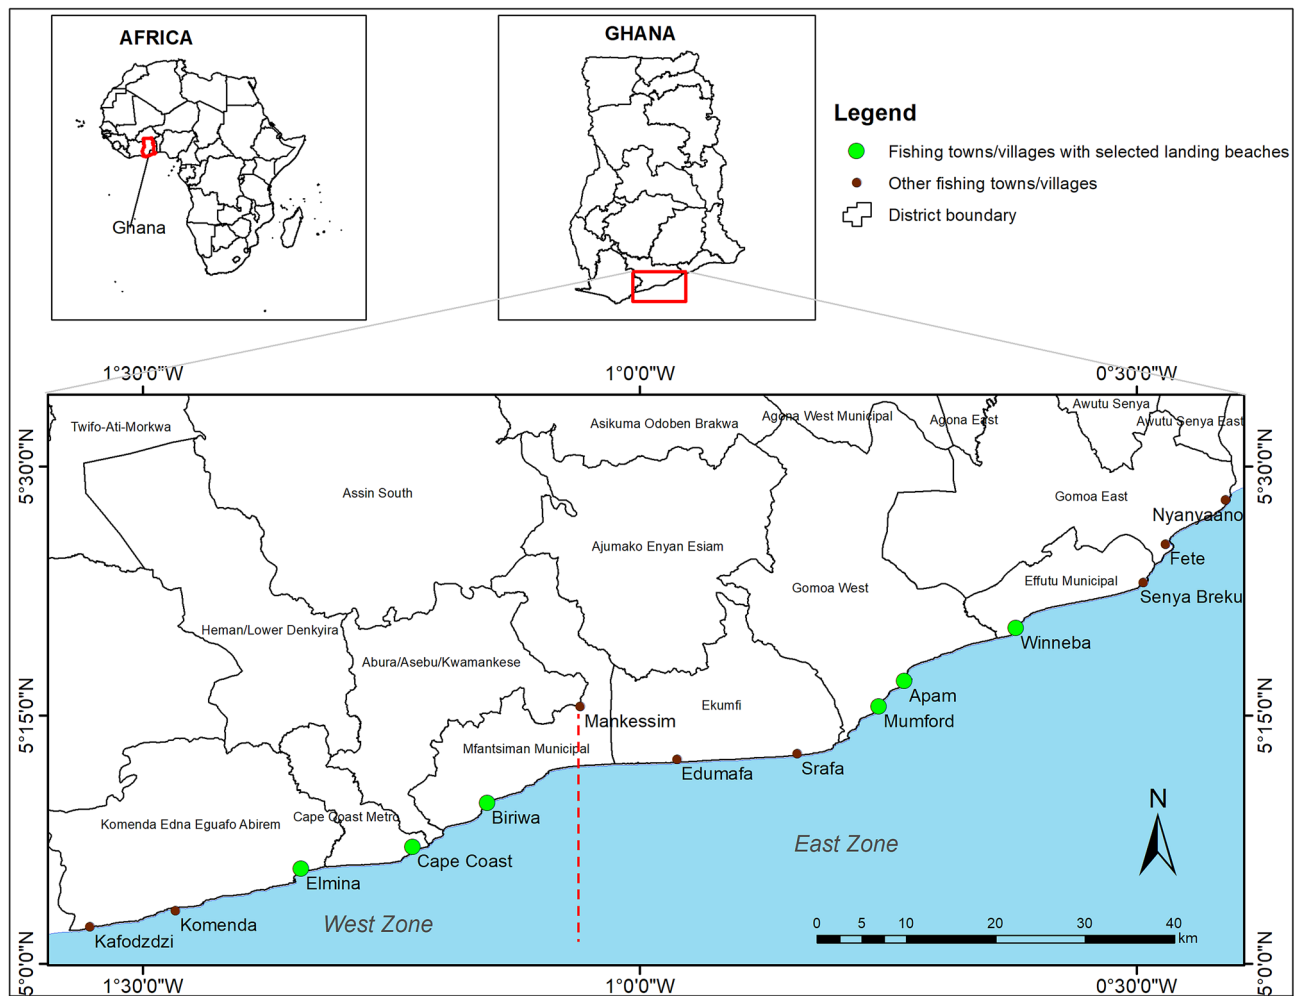 AFRICA
Ghana
GHANA
Legend
Fishing towns/villages with selected landing beaches
Other fishing towns/villages
District boundary
1°30'0"W
1°0'0"W
0°30'0"W
5°30'0"N
5°15'0"N
5°0'0"N
5°30'0"N
5°15'0"N
5°0'0"N
Twifo-Ati-Morkwa
Asikuma Odoben Brakwa
Agona West Municipal
Agona East
Awutu Senya
Awutu Senya East
Assin South
Gomoa East
Nyanyaano
Ajumako Enyan Esiam
Fete
Gomoa West
Effutu Municipal
Senya Breku
Heman/Lower Denkyira
Winneba
Abura/Asebu/Kwamankese
Apam
Ekumfi
Mankessim
Mumford
Mfantsiman Municipal
Edumafa
Srafa
Biriwa
Komenda Edna Eguafo Abirem
Cape Coast Metro
Cape Coast
East Zone
N
Elmina
West Zone
Komenda
Kafodzdzi
0 5 10 20 30 40
km
1°30'0"W
1°0'0"W
0°30'0"W